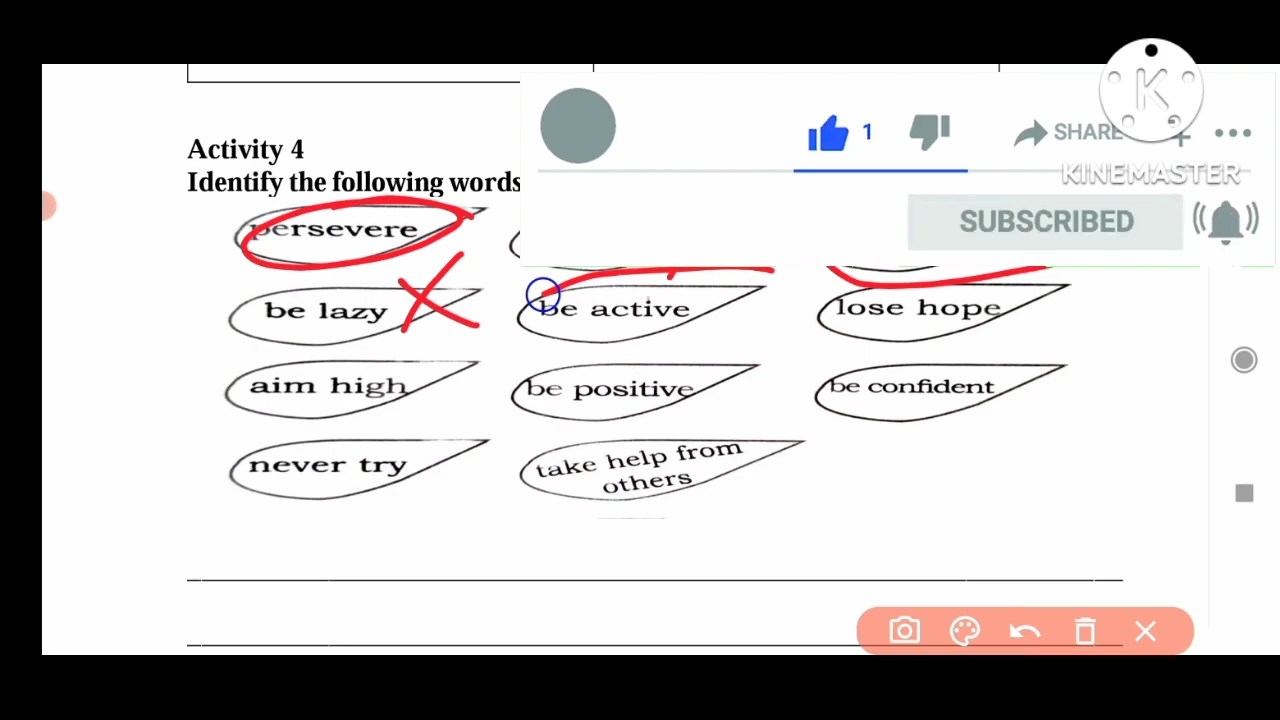 Activity 4
Identify the following words
1
SHARE
KINEMASTER
SUBSCRIBED
persevere
be lazy
be active
lose hope
aim high
be positive
be confident
never try
take help from
others